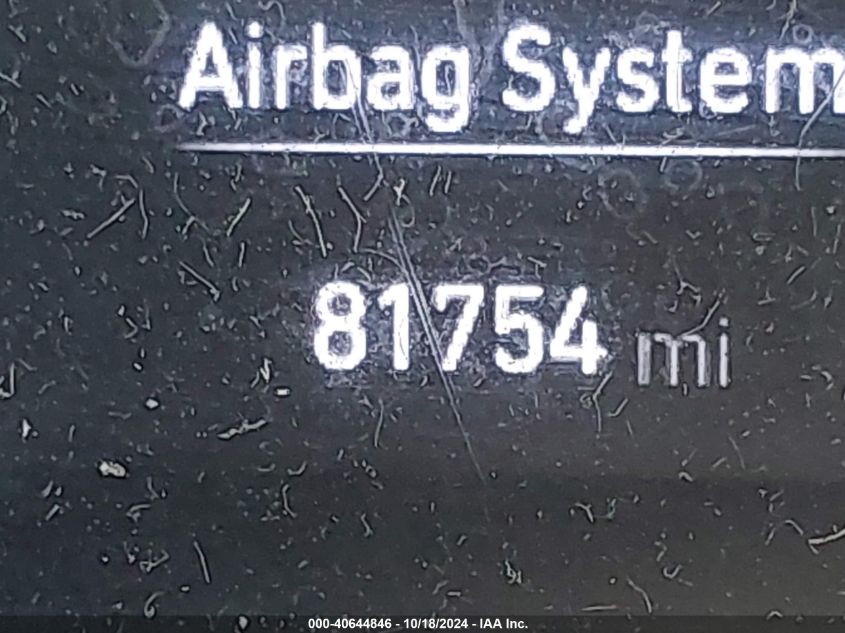 Airbag System
81754 mi
000-40644846 - 10/18/2024 - IAA Inc.